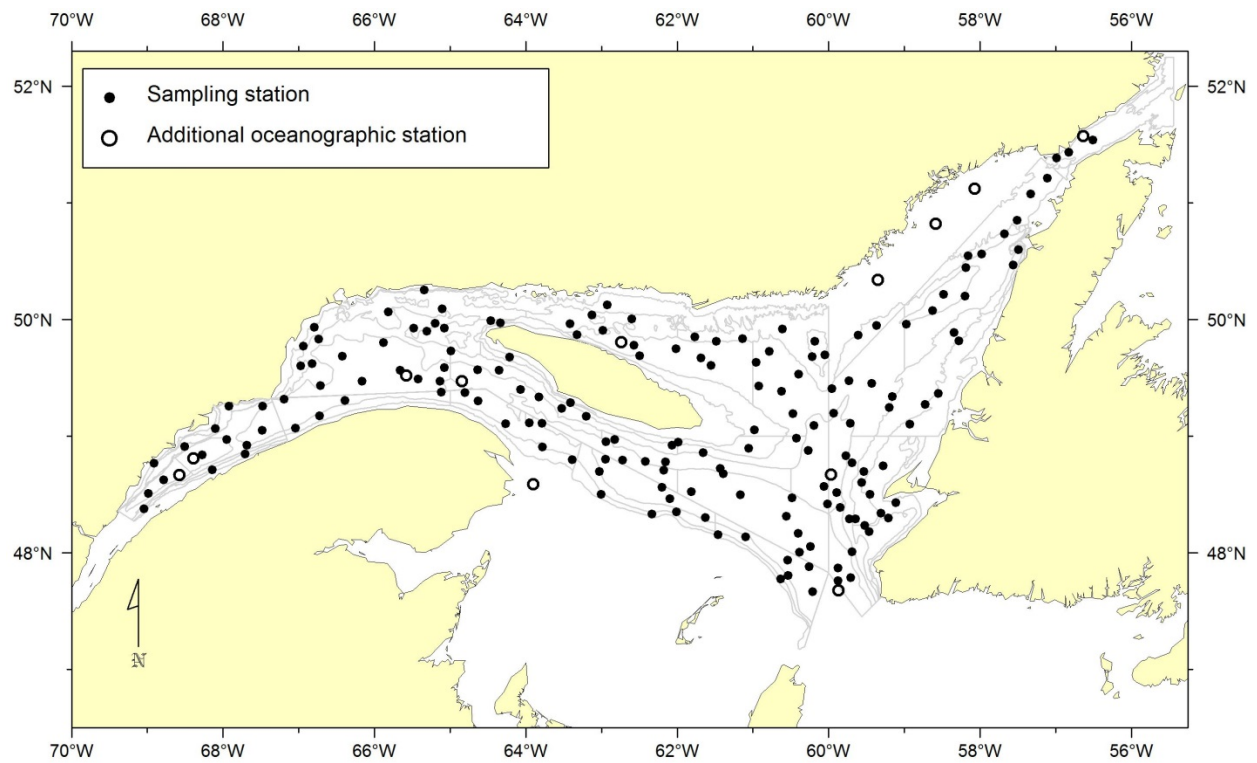 70°W 68°W 66°W 64°W 62°W 60°W 58°W 56°W
52°N 52°N
Sampling station
Additional oceanographic station
50°N 50°N
48°N 48°N
N
70°W 68°W 66°W 64°W 62°W 60°W 58°W 56°W